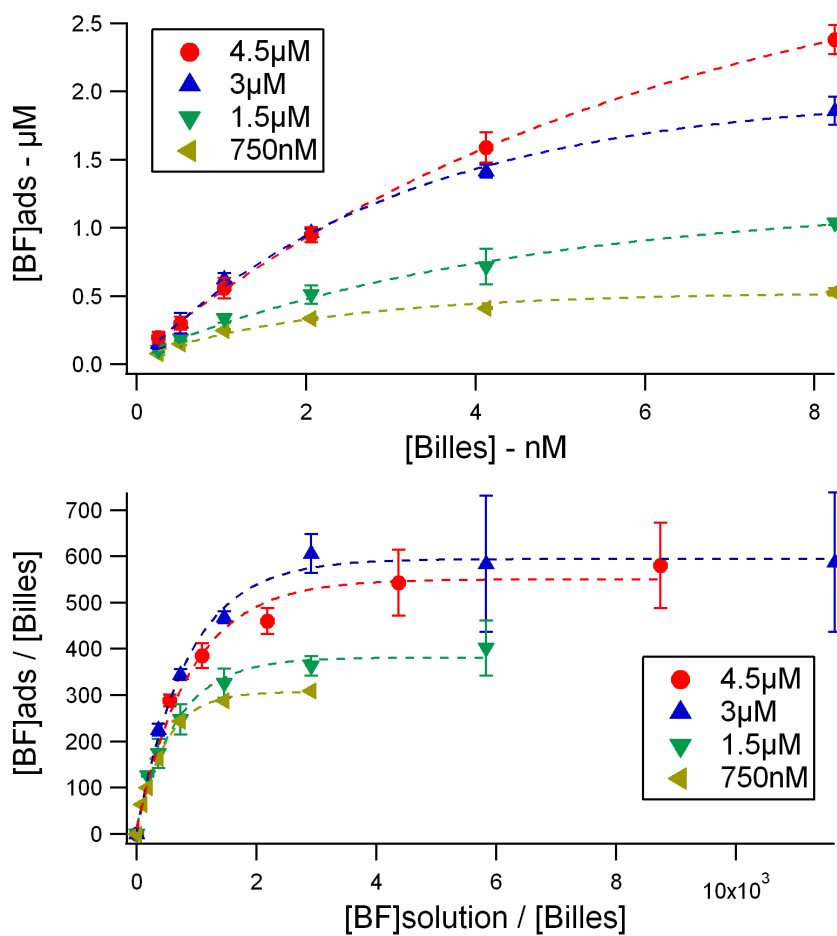 2.5
2.0
1.5
1.0
0.5
0.0
[BF]ads - µM
4.5µM
3µM
1.5µM
750nM
0 2 4 6 8
[Billes] - nM
700
600
500
400
300
200
100
0
[BF]ads / [Billes]
4.5µM
3µM
1.5µM
750nM
0 2 4 6 8 10x10³
[BF]solution / [Billes]